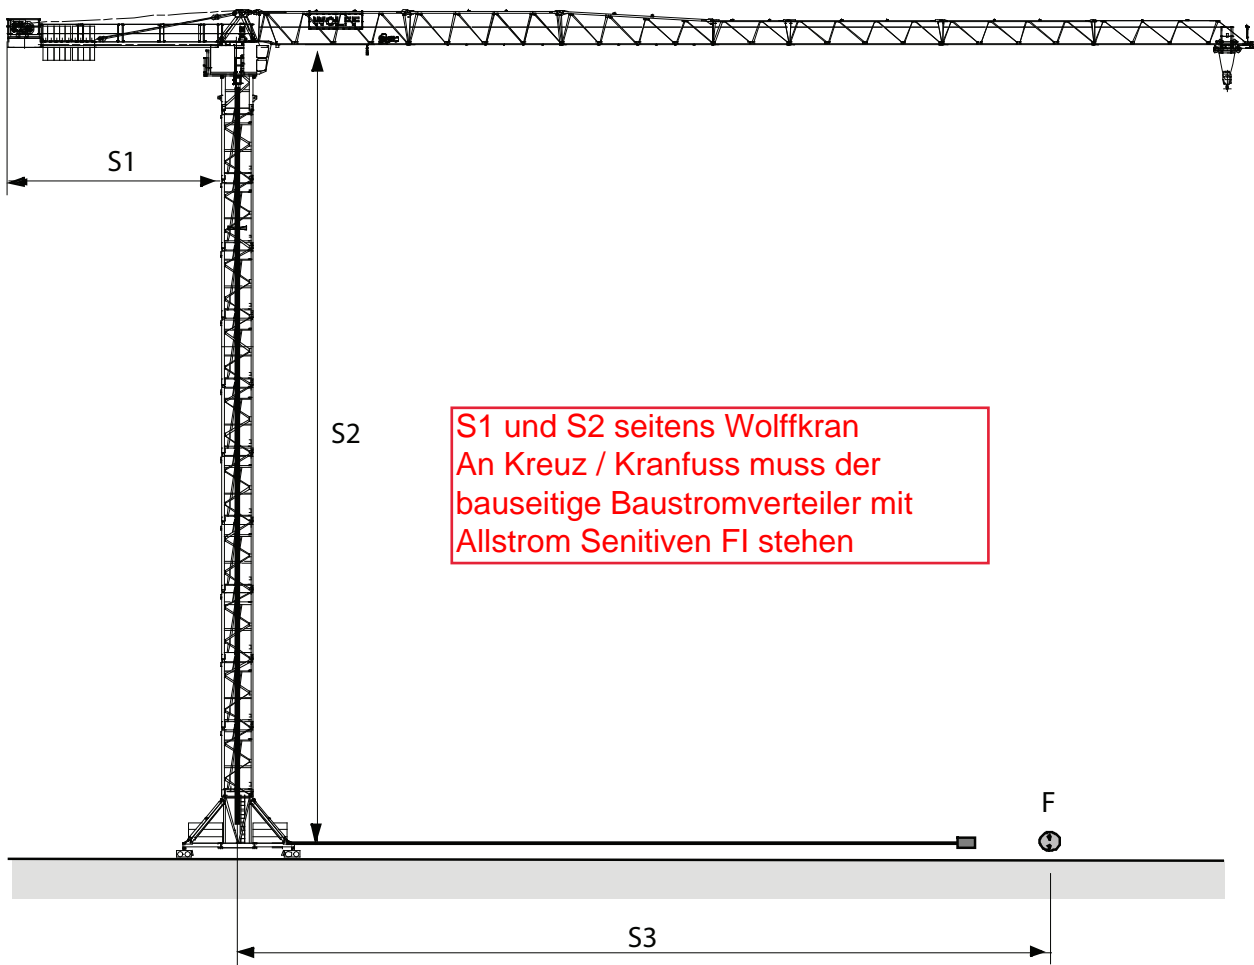 WOLFF
S1
S2
S1 und S2 seitens Wolffkran
An Kreuz / Kranfuss muss der
bauseitige Baustromverteiler mit
Allstrom Senitiven FI stehen
F
S3